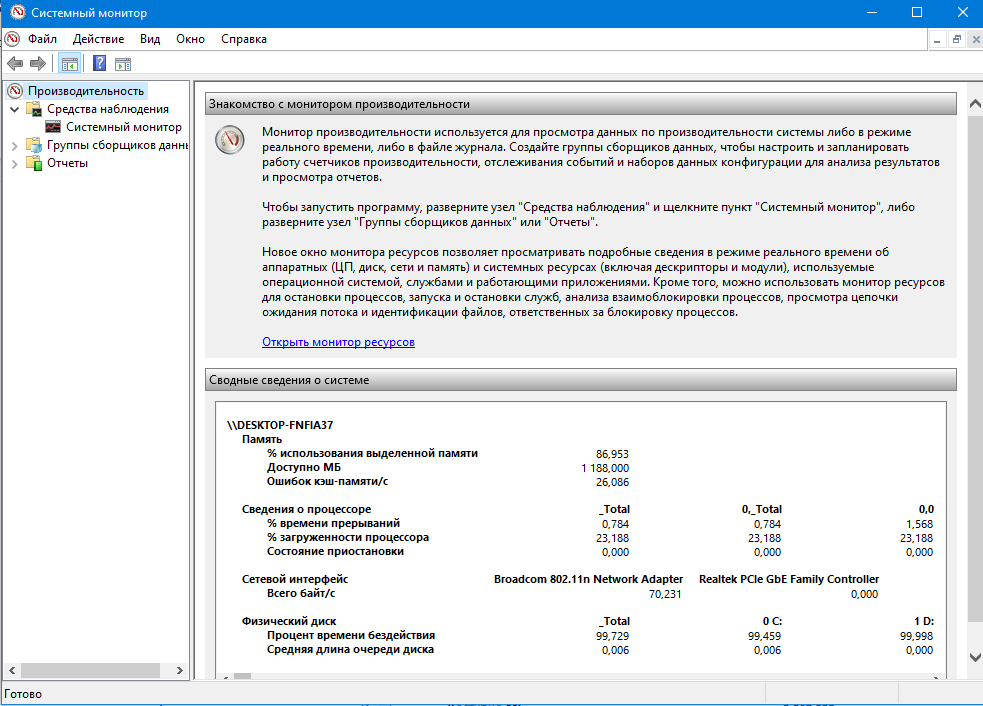 Системный монитор
Файл Действие Вид Окно Справка
Производительность
Средства наблюдения
Системный монитор
Группы сборщиков данн
Отчеты
Знакомство с монитором производительности
Монитор производительности используется для просмотра данных по производительности системы либо в режиме
реального времени, либо в файле журнала. Создайте группы сборщиков данных, чтобы настроить и запланировать
работу счетчиков производительности, отслеживания событий и наборов данных конфигурации для анализа результатов
и просмотра отчетов.
Чтобы запустить программу, разверните узел "Средства наблюдения" и щелкните пункт "Системный монитор", либо
разверните узел "Группы сборщиков данных" или "Отчеты".
Новое окно монитора ресурсов позволяет просматривать подробные сведения в режиме реального времени об
аппаратных (ЦП, диск, сети и память) и системных ресурсах (включая дескрипторы и модули), используемые
операционной системой, службами и работающими приложениями. Кроме того, можно использовать монитор ресурсов
для остановки процессов, запуска и остановки служб, анализа взаимоблокировки процессов, просмотра цепочки
ожидания потока и идентификации файлов, ответственных за блокировку процессов.
Открыть монитор ресурсов
Сводные сведения о системе
\\DESKTOP-FNFIA37
Память
% использования выделенной памяти 86,953
Доступно МБ 1 188,000
Ошибок кэш-памяти/с 26,086
Сведения о процессоре _Total 0,_Total 0,0
% времени прерываний 0,784 0,784 1,568
% загруженности процессора 23,188 23,188 23,188
Состояние приостановки 0,000 0,000 0,000
Сетевой интерфейс Broadcom 802.11n Network Adapter Realtek PCIe GbE Family Controller
Всего байт/с 70,231 0,000
Физический диск _Total 0 C: 1 D:
Процент времени бездействия 99,729 99,459 99,998
Средняя длина очереди диска 0,006 0,006 0,000
Готово